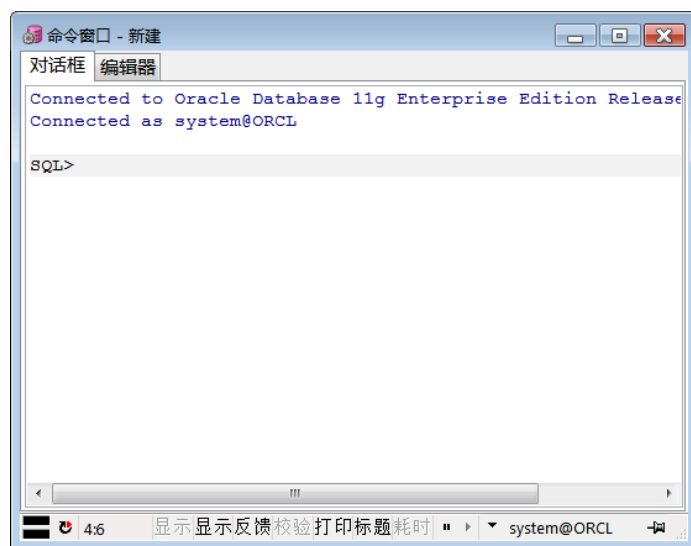 命令窗口 - 新建
对话框 编辑器
Connected to Oracle Database 11g Enterprise Edition Release
Connected as system@ORCL
SQL>
4:6 显示 显示反馈 校验 打印标题 耗时 system@ORCL